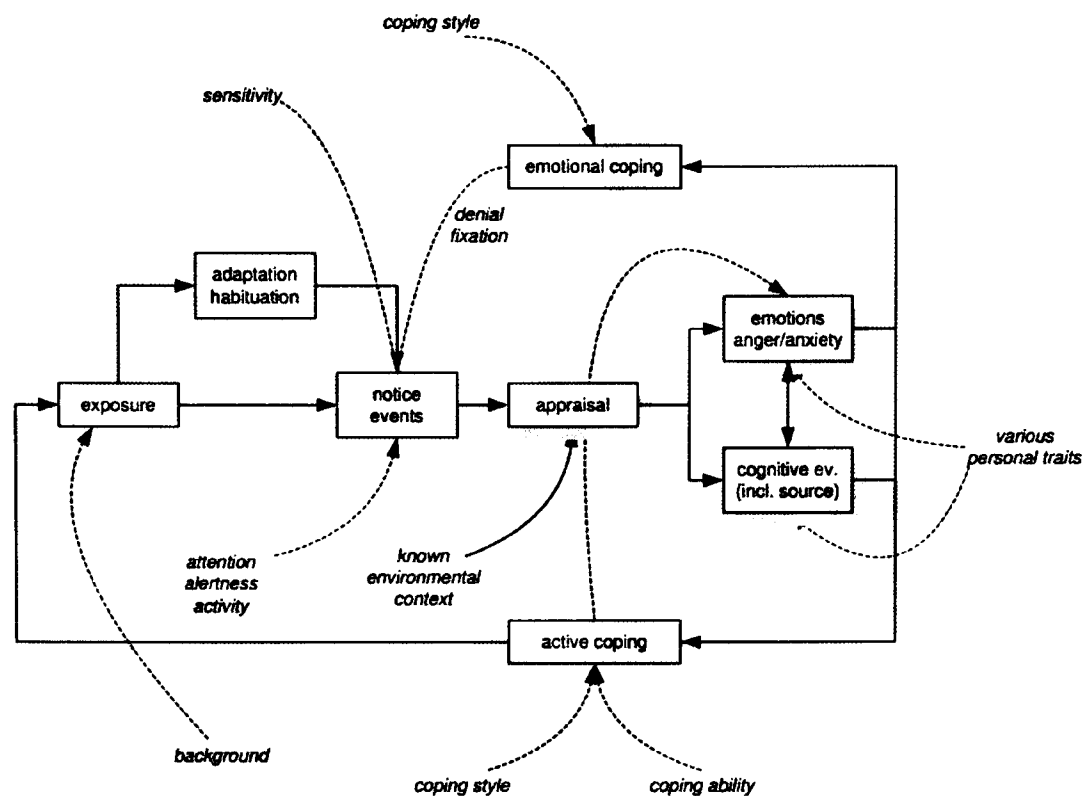 coping style
sensitivity
emotional coping
denial
fixation
adaptation
habituation
emotions
anger/anxiety
exposure
notice
events
appraisal
various
personal traits
cognitive ev.
(incl. source)
attention
alertness
activity
known
environmental
context
active coping
background
coping style
coping ability